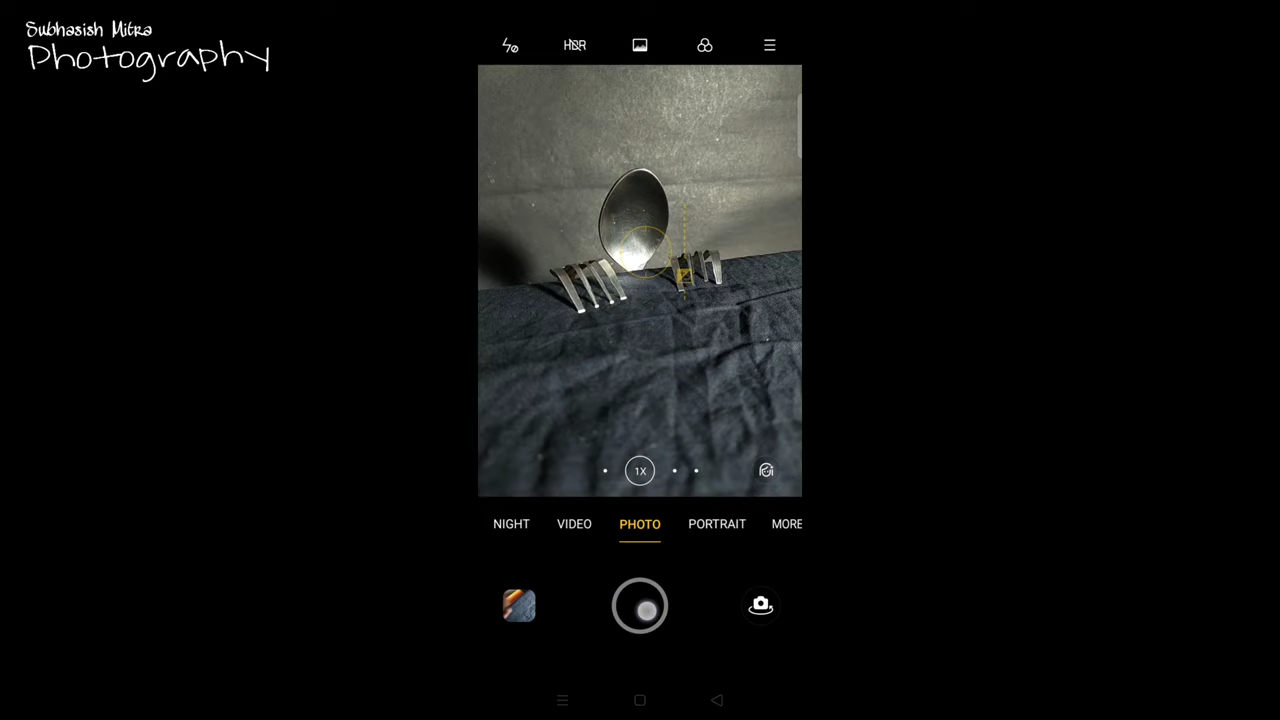 Subhasish Mitra
Photography
HDR
1X
NIGHT VIDEO PHOTO PORTRAIT MORE